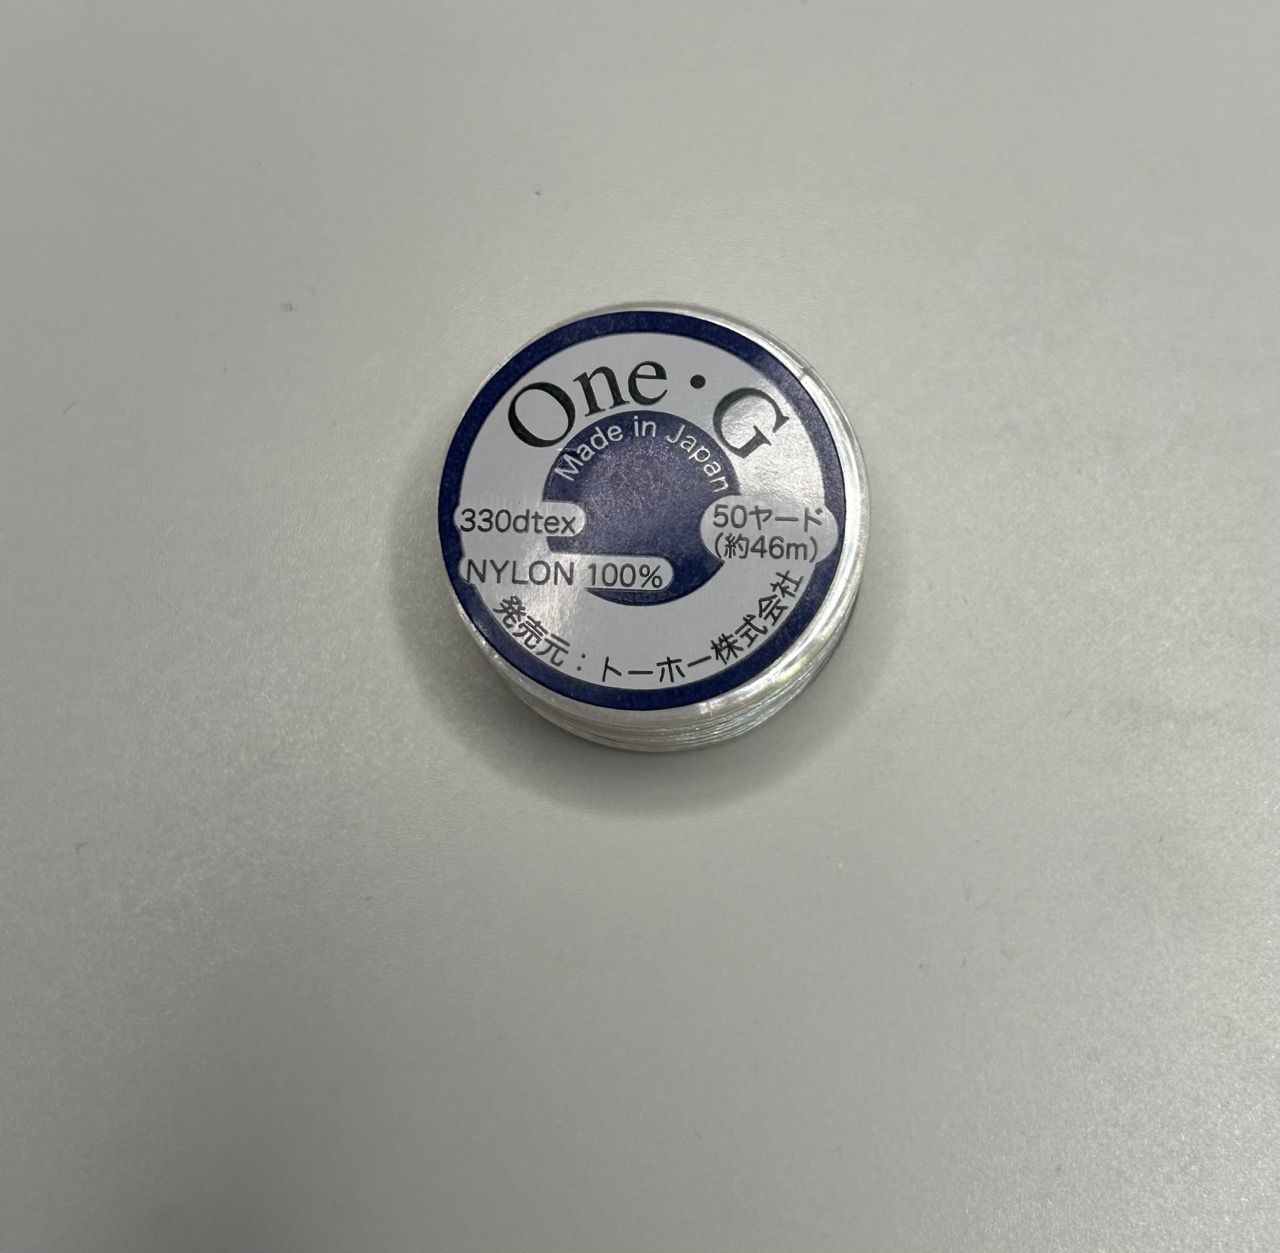 One・G
Made in Japan
330dtex
50ヤード
(約46m)
NYLON 100%
発売元：トーホー株式会社